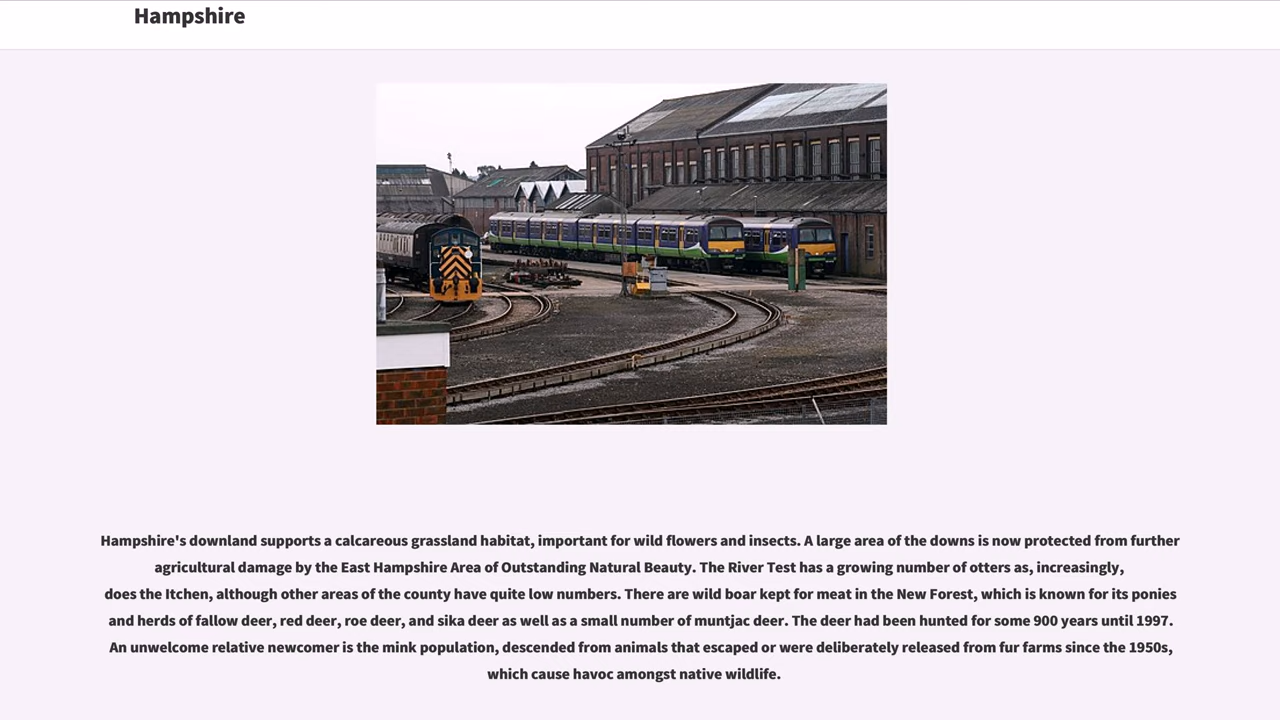 Hampshire
Hampshire's downland supports a calcareous grassland habitat, important for wild flowers and insects. A large area of the downs is now protected from further
agricultural damage by the East Hampshire Area of Outstanding Natural Beauty. The River Test has a growing number of otters as, increasingly,
does the Itchen, although other areas of the county have quite low numbers. There are wild boar kept for meat in the New Forest, which is known for its ponies
and herds of fallow deer, red deer, roe deer, and sika deer as well as a small number of muntjac deer. The deer had been hunted for some 900 years until 1997.
An unwelcome relative newcomer is the mink population, descended from animals that escaped or were deliberately released from fur farms since the 1950s,
which cause havoc amongst native wildlife.